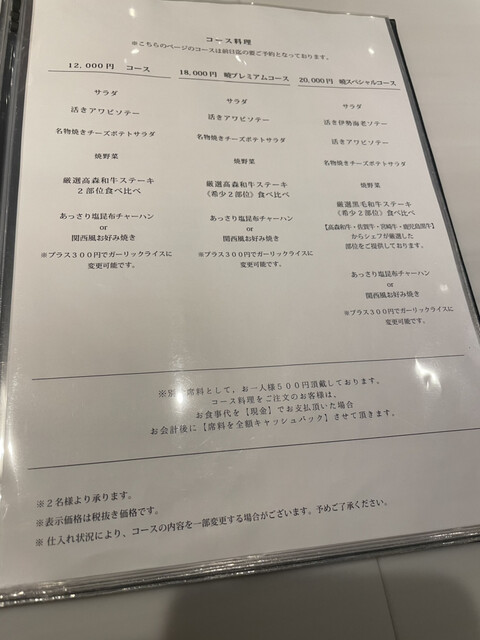 コース料理
※こちらのページのコースは前日迄の要ご予約となっております。
12,000円 コース
サラダ
活きアワビソテー
名物焼きチーズポテトサラダ
焼野菜
厳選高森和牛ステーキ
2部位食べ比べ
あっさり塩昆布チャーハン
or
関西風お好み焼き
※プラス300円でガーリックライスに
変更可能です。
18,000円 暁プレミアムコース
サラダ
活きアワビソテー
名物焼きチーズポテトサラダ
焼野菜
厳選高森和牛ステーキ
《希少2部位》食べ比べ
あっさり塩昆布チャーハン
or
関西風お好み焼き
※プラス300円でガーリックライスに
変更可能です。
20,000円 暁スペシャルコース
サラダ
活き伊勢海老ソテー
活きアワビソテー
名物焼きチーズポテトサラダ
焼野菜
厳選黒毛和牛ステーキ
《希少2部位》食べ比べ
【高森和牛・佐賀牛・宮崎牛・鹿児島黒牛】
からシェフが厳選した
部位をご提供しております。
あっさり塩昆布チャーハン
or
関西風お好み焼き
※プラス300円でガーリックライスに
変更可能です。
※別途席料として、お一人様500円頂戴しております。
コース料理をご注文のお客様は、
お食事代を【現金】でお支払頂いた場合
お会計後に【席料を全額キャッシュバック】させて頂きます。
※2名様より承ります。
※表示価格は税抜き価格です。
※仕入れ状況により、コースの内容を一部変更する場合がございます。予めご了承ください。